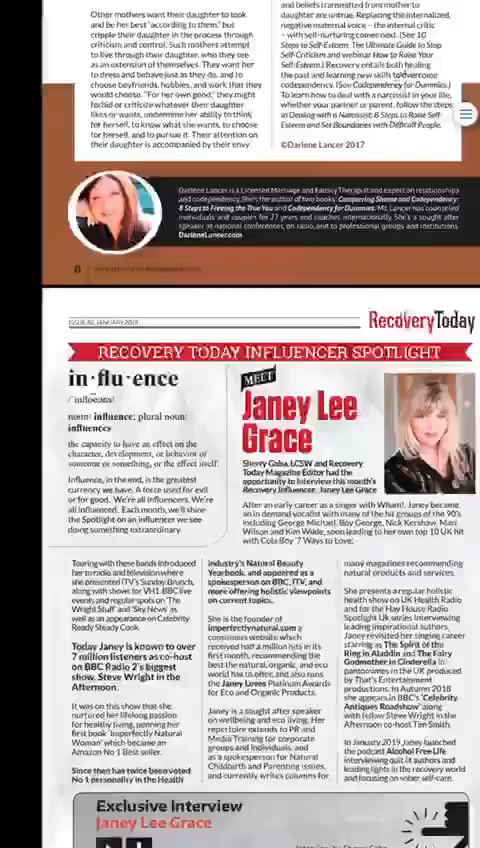 Other mothers want their daughter to look
and be her best "according to them," but
cripple their daughter in the process through
criticism and control. Such mothers attempt
to live through their daughter, who they see
as an extension of themselves. They want her
to dress and behave just as they do, and to
choose boyfriends, hobbies, and work that they
would choose. "For her own good," they might
forbid or criticize whatever their daughter
likes or wants, undermine her ability to think
for herself, to know what she wants, to choose
for herself, and to pursue it. Their attention on
their daughter is accompanied by their envy
and beliefs transmitted from mother to
daughter are untrue. Replacing the internalized,
negative maternal voice – the internal critic
- with self-nurturing comes next. (See 10
Steps to Self-Esteem: The Ultimate Guide to Stop
Self-Criticism and webinar How to Raise Your
Self-Esteem.) Recovery entails both healing
the past and learning new skills to overcome
codependency. (See Codependency for Dummies.)
To learn how to deal with a narcissist in your life,
whether your partner or parent, follow the steps
in Dealing with a Narcissist: 8 Steps to Raise Self-
Esteem and Set Boundaries with Difficult People.
©Darlene Lancer 2017
Darlene Lancer is a Licensed Marriage and Family Therapist and expert on relationships
and codependency. She's the author of two books: Conquering Shame and Codependency:
8 Steps to Freeing the True You and Codependency for Dummies. Ms. Lancer has counseled
individuals and couples for 27 years and coaches internationally. She's a sought after
speaker at national conferences, on radio, and to professional groups and institutions.
DarleneLancer.com
8
JANUARY 2019
RecoveryToday
RECOVERY TODAY INFLUENCER SPOTLIGHT
in·flu·ence
noun: influence; plural noun:
influences
the capacity to have an effect on the
character, development, or behavior of
someone or something, or the effect itself.
Influence, in the end, is the greatest
currency we have. A force used for evil
or for good. We're all influencers. We're
all influenced. Each month, we'll shine
the Spotlight on an influencer we see
doing something extraordinary.
MEET
Janey Lee
Grace
Sherry Gaba, LCSW and Recovery
Today Magazine Editor had the
opportunity to Interview this month's
Recovery Influencer: Janey Lee Grace
After an early career as a singer with Wham!, Janey became
an in demand vocalist with many of the hit groups of the 90's
including George Michael, Boy George, Nick Kershaw, Mari
Wilson and Kim Wilde, soon leading to her own top 10 UK hit
with Cola Boy '7 Ways to Love.'
Touring with these bands introduced
her to radio and television where
she presented ITV's Sunday Brunch,
along with shows for VH1, BBC live
events and regular spots on 'The
Wright Stuff' and 'Sky News' as
well as an appearance on Celebrity
Ready Steady Cook.
Today Janey is known to over
7 million listeners as co-host
on BBC Radio 2's biggest
show, Steve Wright in the
Afternoon.
It was on this show that she
nurtured her lifelong passion
for healthy living, penning her
first book 'Imperfectly Natural
Woman' which became an
Amazon No 1 Best seller.
Since then has twice been voted
No 1 personality in the Health
industry's Natural Beauty
Yearbook, and appeared as a
spokesperson on BBC, ITV, and
more offering holistic viewpoints
on current topics.
She is the founder of
imperfectlynatural.com a
consumer website which
received half a million hits in its
first month, recommending the
best the natural, organic, and eco
world has to offer, and also runs
the Janey Loves Platinum Awards
for Eco and Organic Products.
Janey is a sought after speaker
on wellbeing and eco living. Her
repertoire extends to PR and
Media Training for corporate
groups and individuals, and
as a spokesperson for Natural
Childbirth and Parenting issues,
and currently writes columns for
many magazines recommending
natural products and services.
She presents a regular holistic
health show on UK Health Radio
and for the Hay House Radio
Spotlight UK series interviewing
leading inspirational authors,
Janey revisited her singing career
starring as The Spirit of the
Ring in Aladdin and The Fairy
Godmother in Cinderella in
pantomimes in the UK produced
by That's Entertainment
productions. In Autumn 2018
she appears in BBC's 'Celebrity
Antiques Roadshow' along
with fellow Steve Wright in the
Afternoon co-host Tim Smith.
In January 2019 Janey launched
the podcast Alcohol Free Life
interviewing quit lit authors and
leading lights in the recovery world
and focusing on sober self-care.
Exclusive Interview
Janey Lee Grace
Interview by Sherry Gaba